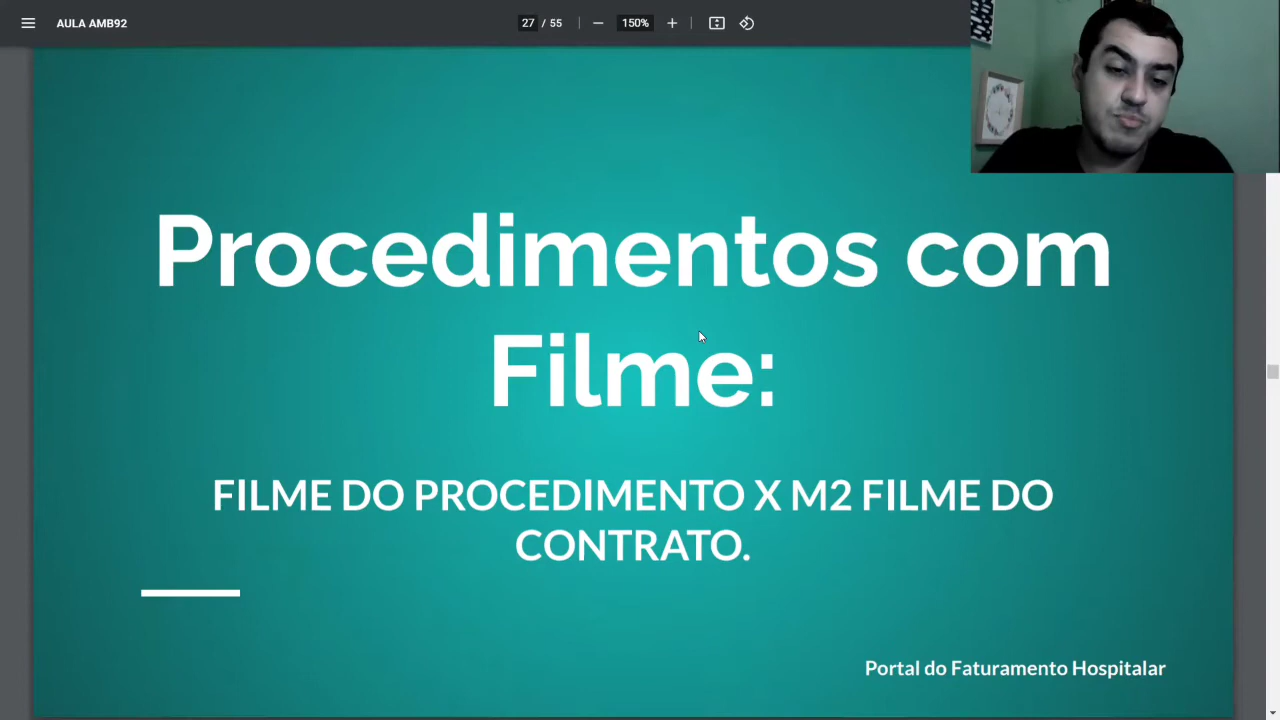 AULA AMB92
27 / 55
150%
Procedimentos com
Filme:
FILME DO PROCEDIMENTO X M2 FILME DO
CONTRATO.
Portal do Faturamento Hospitalar